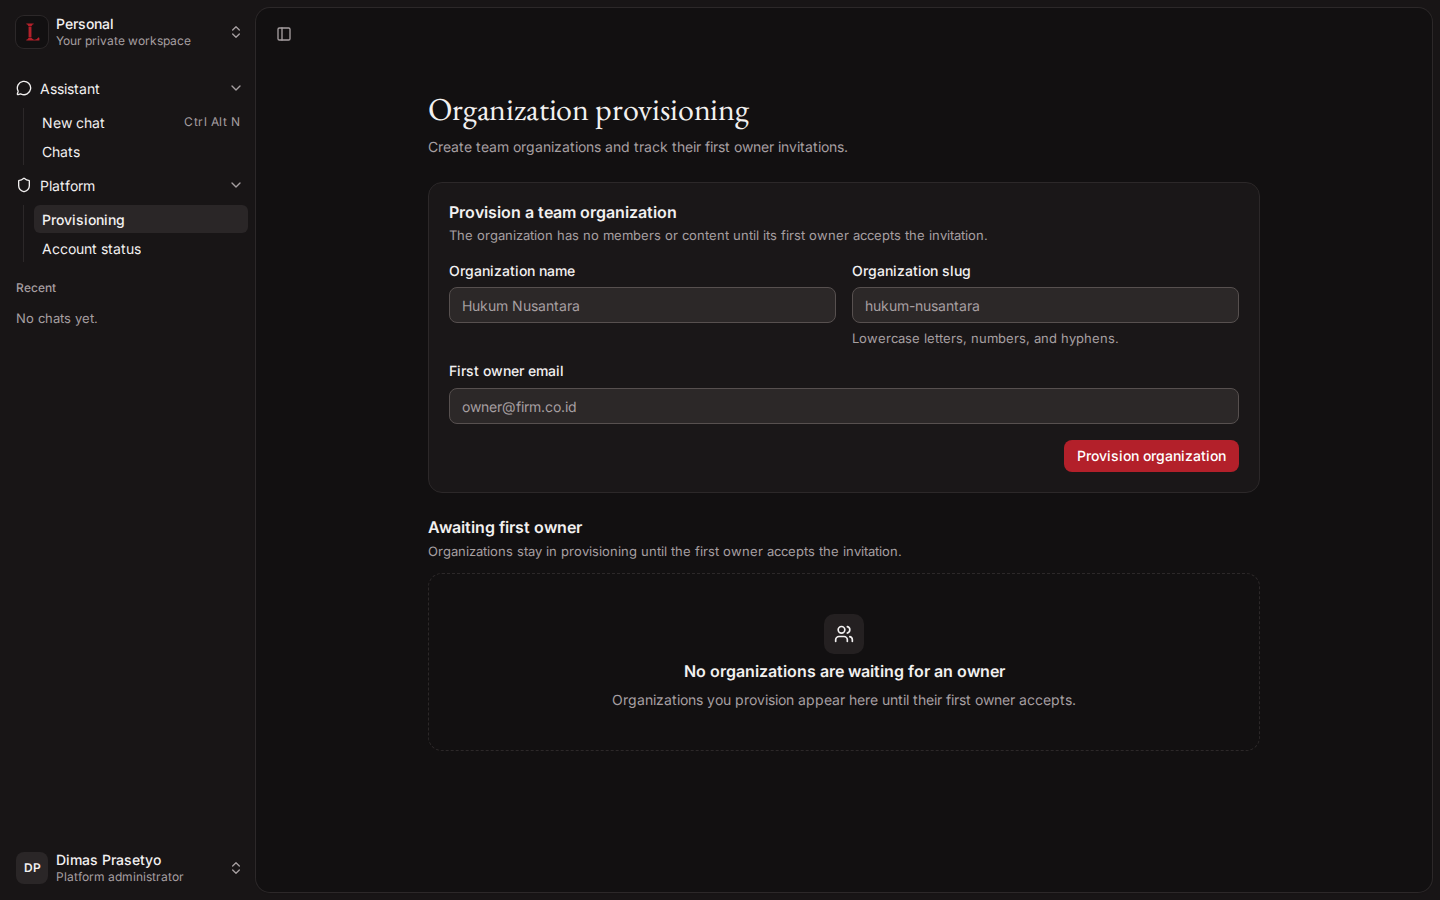 L
Personal
Your private workspace
Assistant
New chat
Ctrl Alt N
Chats
Platform
Provisioning
Account status
Recent
No chats yet.
DP
Dimas Prasetyo
Platform administrator
Organization provisioning
Create team organizations and track their first owner invitations.
Provision a team organization
The organization has no members or content until its first owner accepts the invitation.
Organization name
Hukum Nusantara
Organization slug
hukum-nusantara
Lowercase letters, numbers, and hyphens.
First owner email
owner@firm.co.id
Provision organization
Awaiting first owner
Organizations stay in provisioning until the first owner accepts the invitation.
No organizations are waiting for an owner
Organizations you provision appear here until their first owner accepts.